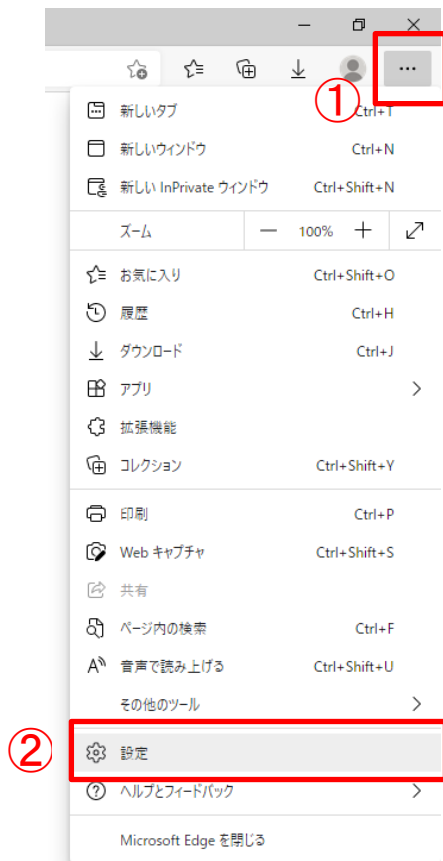 ①
新しいタブ Ctrl+T
新しいウィンドウ Ctrl+N
新しい InPrivate ウィンドウ Ctrl+Shift+N
ズーム — 100% +
お気に入り Ctrl+Shift+O
履歴 Ctrl+H
ダウンロード Ctrl+J
アプリ
拡張機能
コレクション Ctrl+Shift+Y
印刷 Ctrl+P
Web キャプチャ Ctrl+Shift+S
共有
ページ内の検索 Ctrl+F
音声で読み上げる Ctrl+Shift+U
その他のツール
② 設定
ヘルプとフィードバック
Microsoft Edge を閉じる